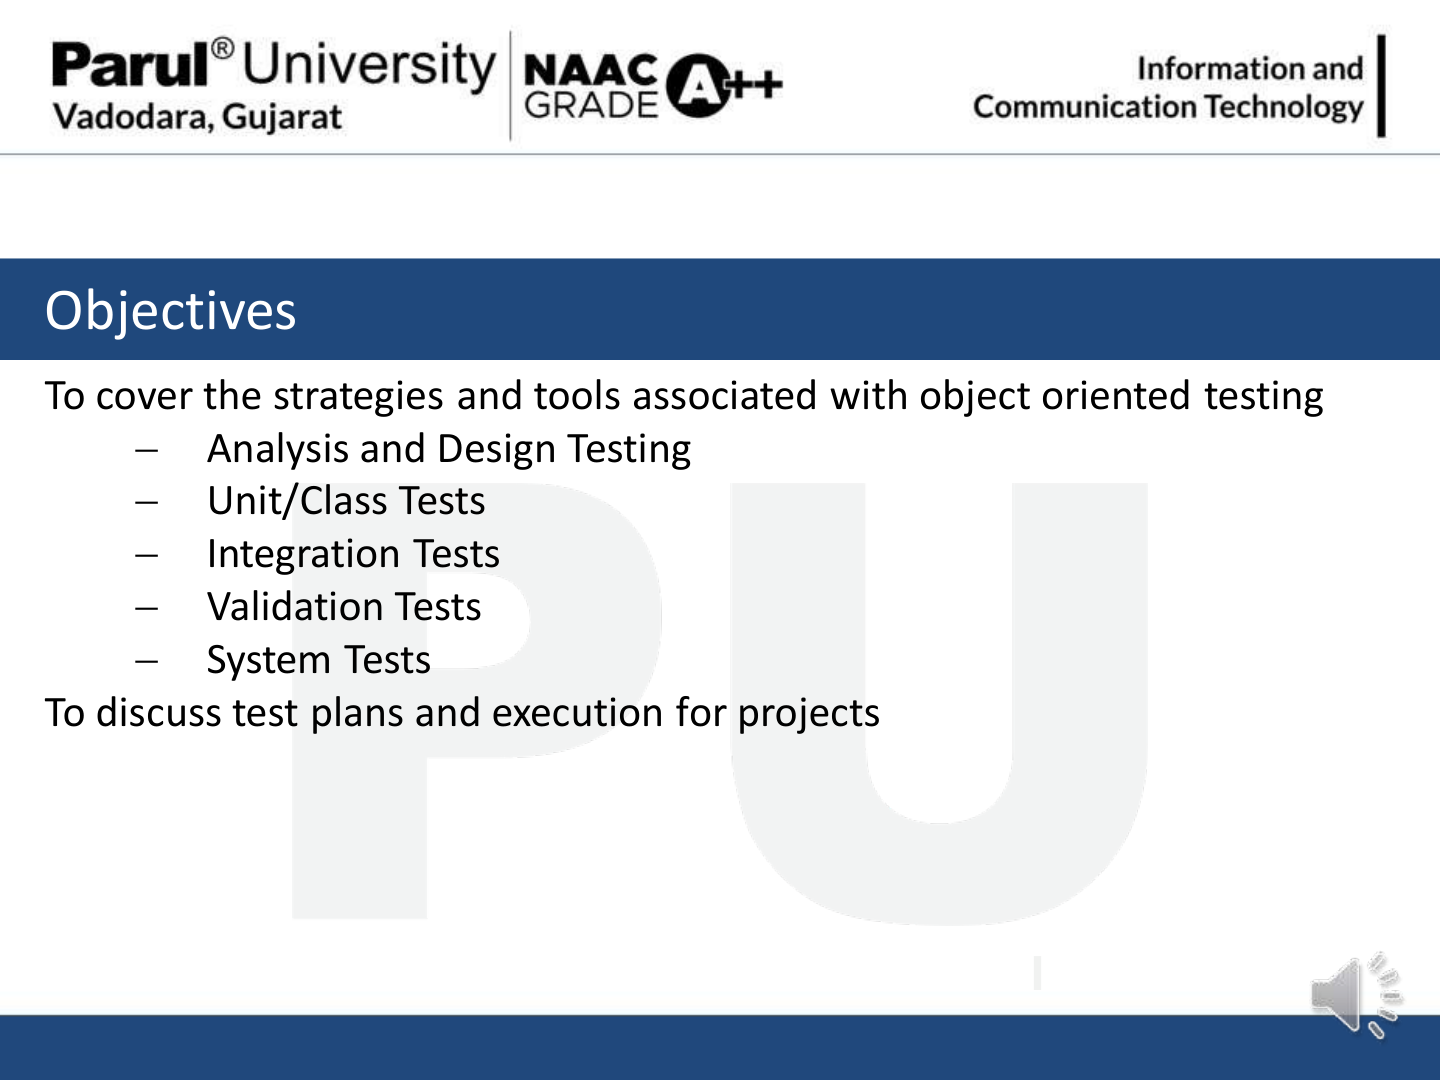 Parul® University
Vadodara, Gujarat
NAAC
GRADE A++
Information and
Communication Technology
Objectives
To cover the strategies and tools associated with object oriented testing
– Analysis and Design Testing
– Unit/Class Tests
– Integration Tests
– Validation Tests
– System Tests
To discuss test plans and execution for projects
PU